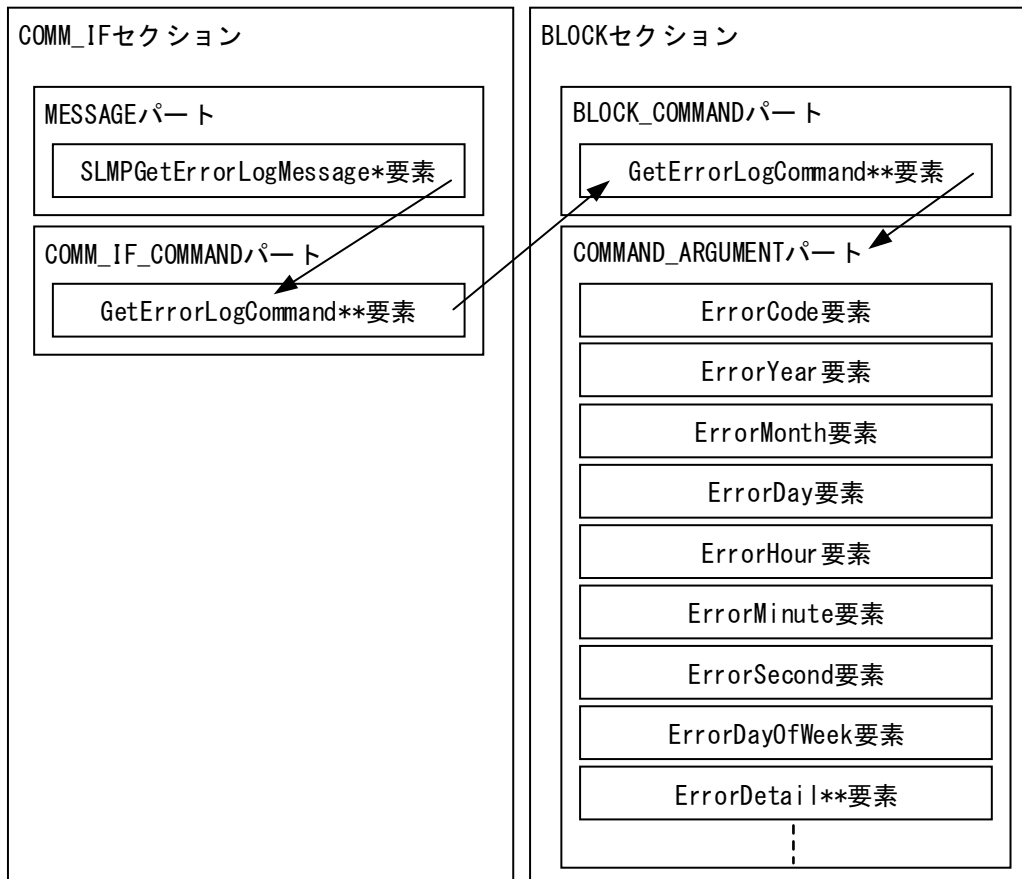 COMM_IFセクション
MESSAGEパート
SLMPGetErrorLogMessage*要素
COMM_IF_COMMANDパート
GetErrorLogCommand**要素
BLOCKセクション
BLOCK_COMMANDパート
GetErrorLogCommand**要素
COMMAND_ARGUMENTパート
ErrorCode要素
ErrorYear要素
ErrorMonth要素
ErrorDay要素
ErrorHour要素
ErrorMinute要素
ErrorSecond要素
ErrorDayOfWeek要素
ErrorDetail**要素